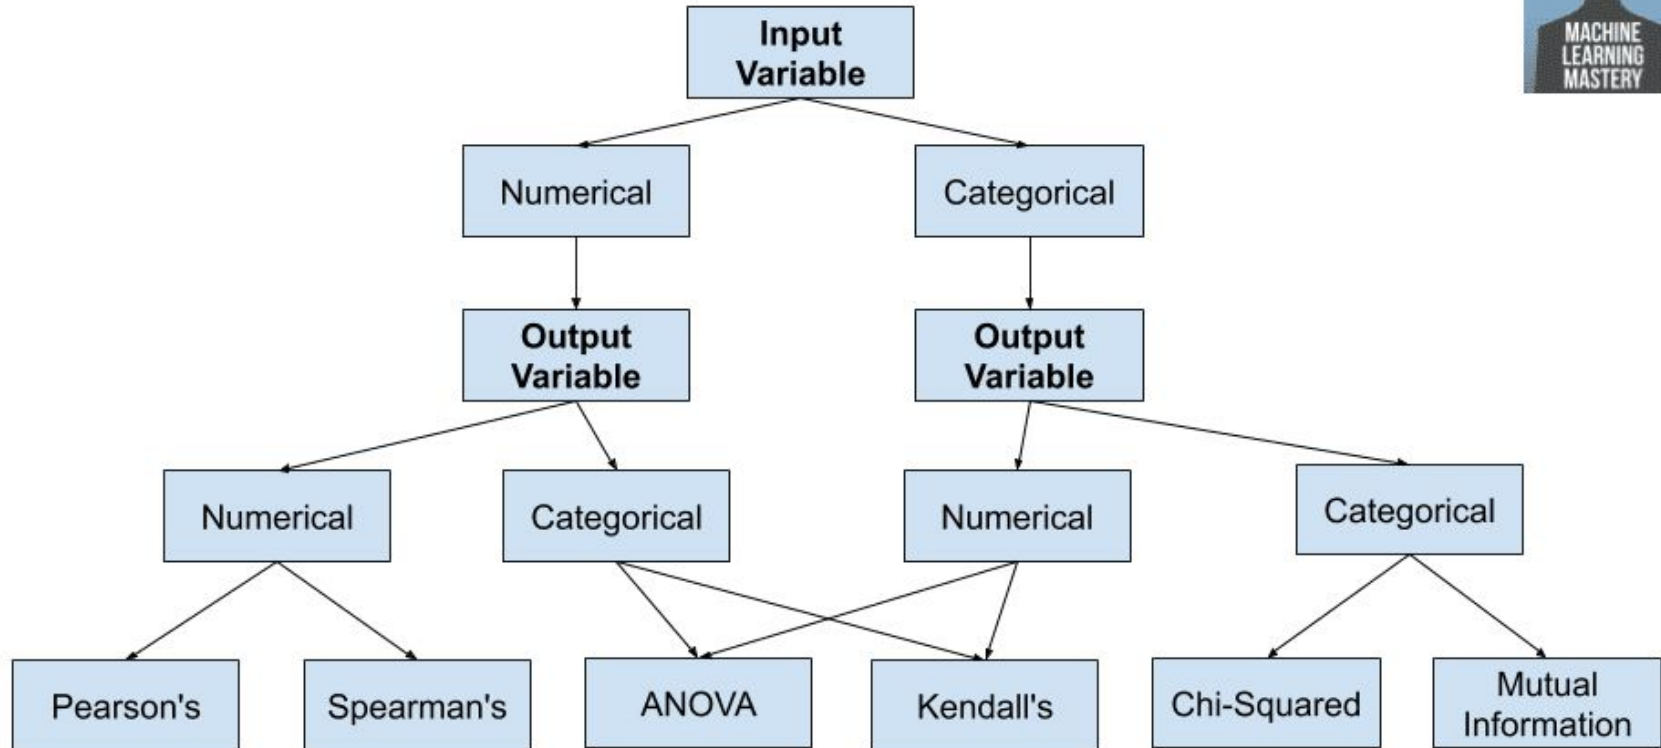 Input
Variable
MACHINE
LEARNING
MASTERY
Numerical
Categorical
Output
Variable
Output
Variable
Numerical
Categorical
Numerical
Categorical
Pearson's
Spearman's
ANOVA
Kendall's
Chi-Squared
Mutual
Information